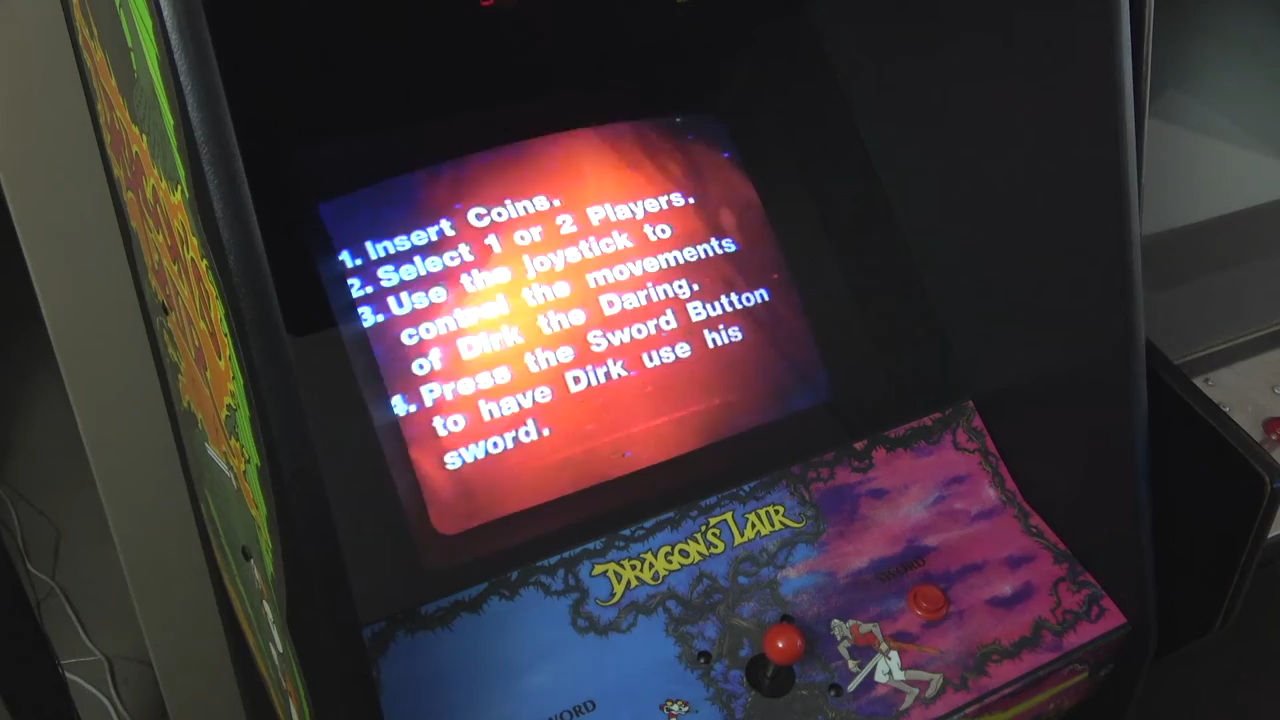 1. Insert Coins.
2. Select 1 or 2 Players.
3. Use the joystick to
control the movements
of Dirk the Daring.
4. Press the Sword Button
to have Dirk use his
sword.
DRAGON'S LAIR
SWORD